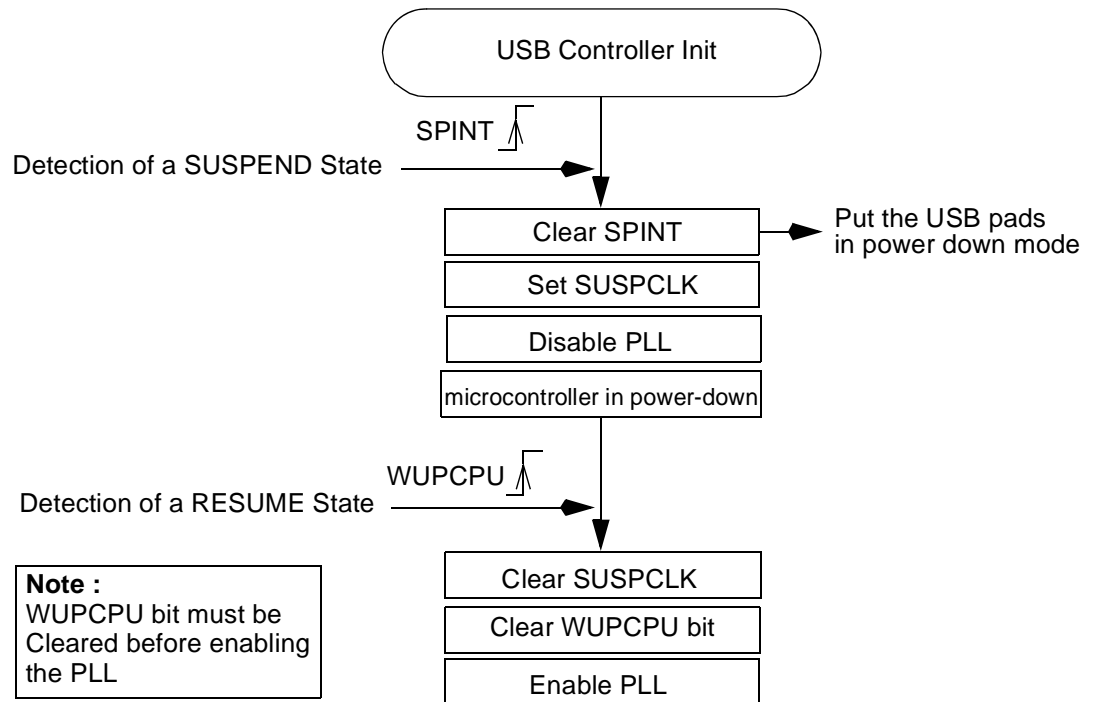 USB Controller Init
SPINT
Detection of a SUSPEND State
Clear SPINT
Put the USB pads
in power down mode
Set SUSPCLK
Disable PLL
microcontroller in power-down
WUPCPU
Detection of a RESUME State
Clear SUSPCLK
Note :
WUPCPU bit must be
Cleared before enabling
the PLL
Clear WUPCPU bit
Enable PLL